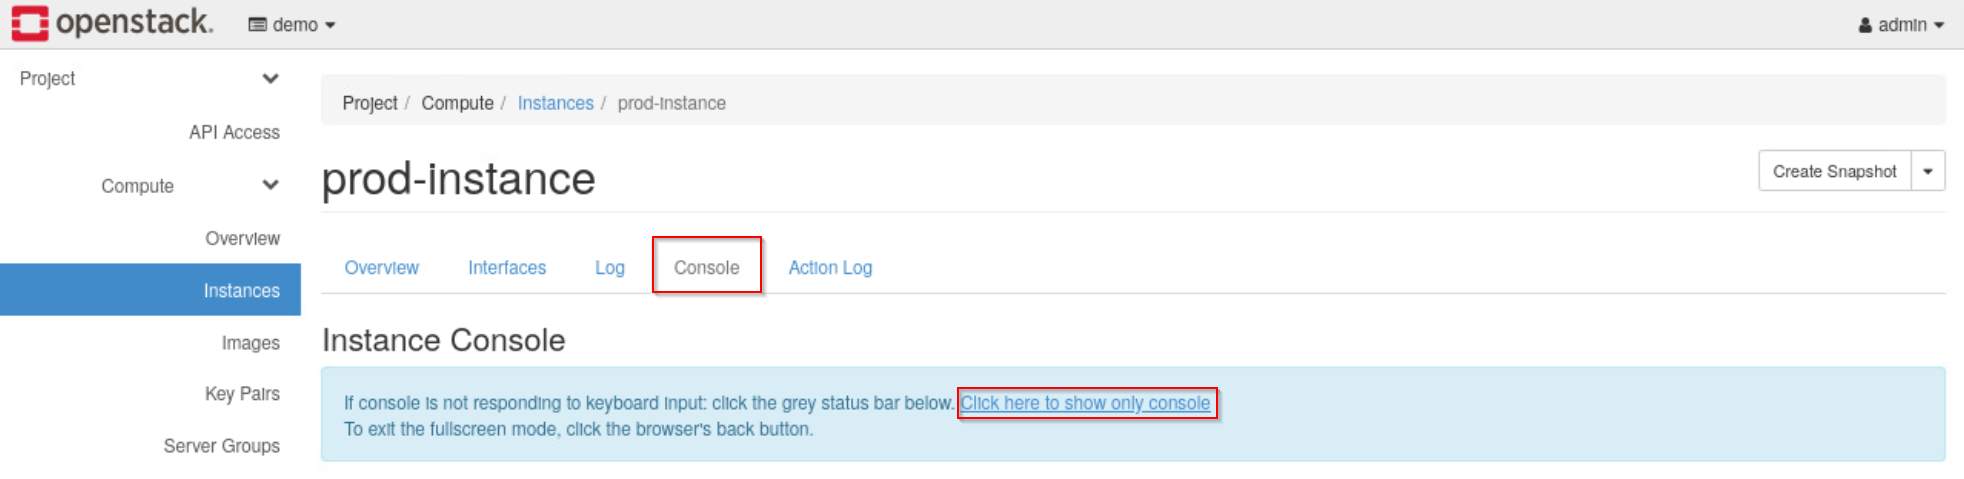 openstack. demo admin
Project
API Access
Compute
Overview
Instances
Images
Key Pairs
Server Groups
Project / Compute / Instances / prod-instance
prod-instance
Create Snapshot
Overview Interfaces Log Console Action Log
Instance Console
If console is not responding to keyboard input: click the grey status bar below. Click here to show only console
To exit the fullscreen mode, click the browser's back button.